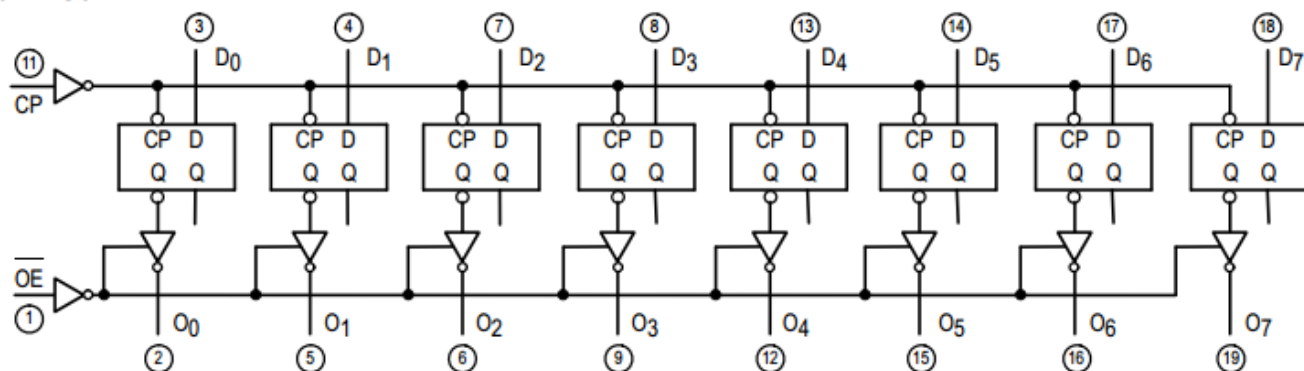 3 4 7 8 13 14 17 18
11 D0 D1 D2 D3 D4 D5 D6 D7
CP
CP D CP D CP D CP D CP D CP D CP D CP D
Q Q Q Q Q Q Q Q Q Q Q Q Q Q Q Q
OE
1 O0 O1 O2 O3 O4 O5 O6 O7
2 5 6 9 12 15 16 19